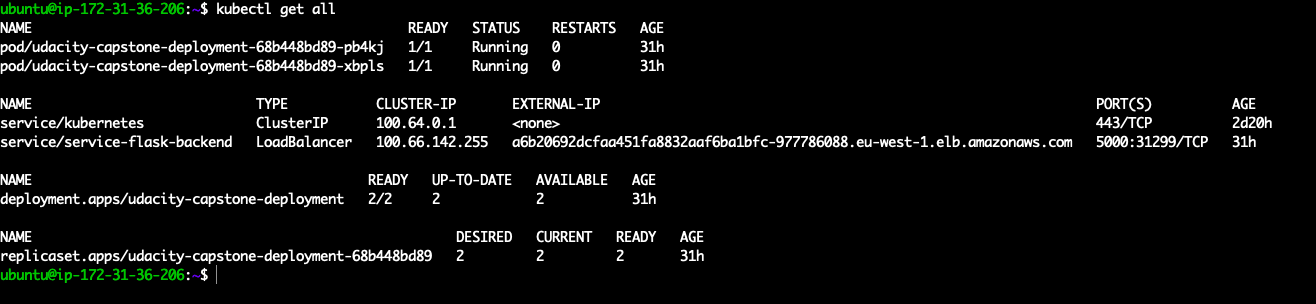 ubuntu@ip-172-31-36-206:~$ kubectl get all
NAME READY STATUS RESTARTS AGE
pod/udacity-capstone-deployment-68b448bd89-pb4kj 1/1 Running 0 31h
pod/udacity-capstone-deployment-68b448bd89-xbpls 1/1 Running 0 31h
NAME TYPE CLUSTER-IP EXTERNAL-IP PORT(S) AGE
service/kubernetes ClusterIP 100.64.0.1 <none> 443/TCP 2d20h
service/service-flask-backend LoadBalancer 100.66.142.255 a6b20692dcfaa451fa8832aaf6ba1bfc-977786088.eu-west-1.elb.amazonaws.com 5000:31299/TCP 31h
NAME READY UP-TO-DATE AVAILABLE AGE
deployment.apps/udacity-capstone-deployment 2/2 2 2 31h
NAME DESIRED CURRENT READY AGE
replicaset.apps/udacity-capstone-deployment-68b448bd89 2 2 2 31h
ubuntu@ip-172-31-36-206:~$